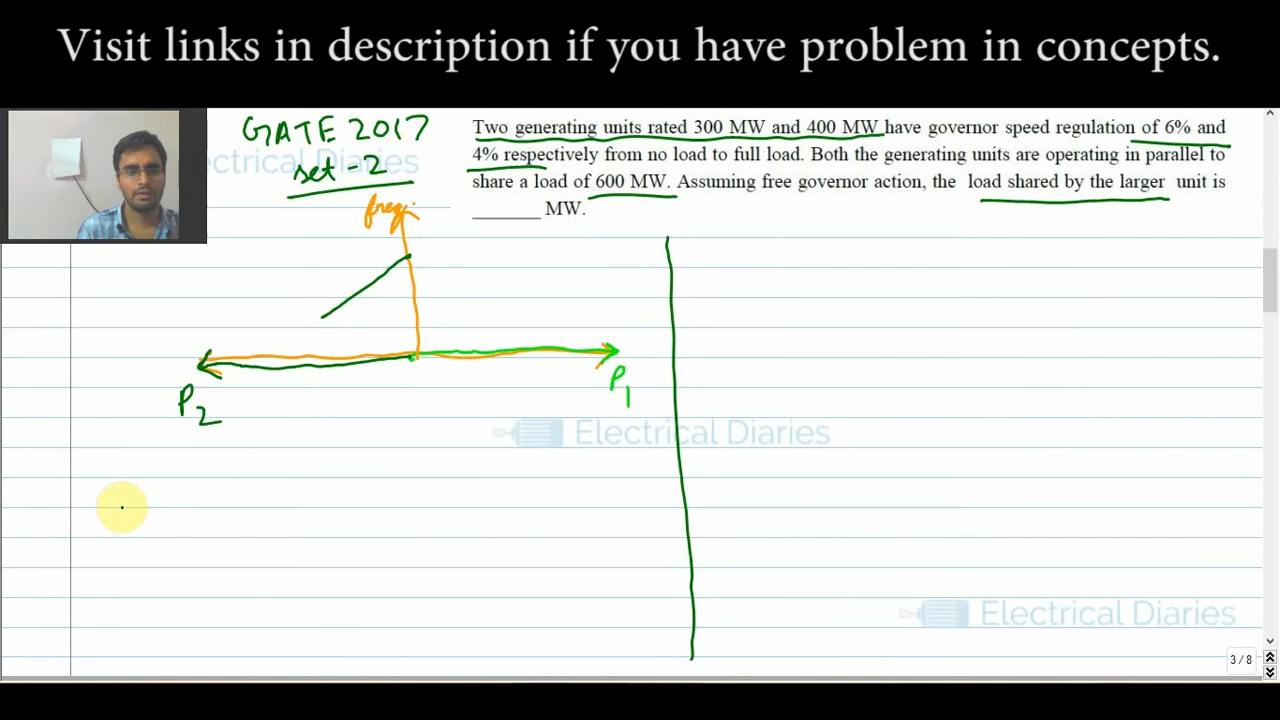 Visit links in description if you have problem in concepts.
GATE 2017
set - 2
Two generating units rated 300 MW and 400 MW have governor speed regulation of 6% and
4% respectively from no load to full load. Both the generating units are operating in parallel to
share a load of 600 MW. Assuming free governor action, the load shared by the larger unit is
________ MW.
freq.
P1
P2
Electrical Diaries
Electrical Diaries
3 / 8